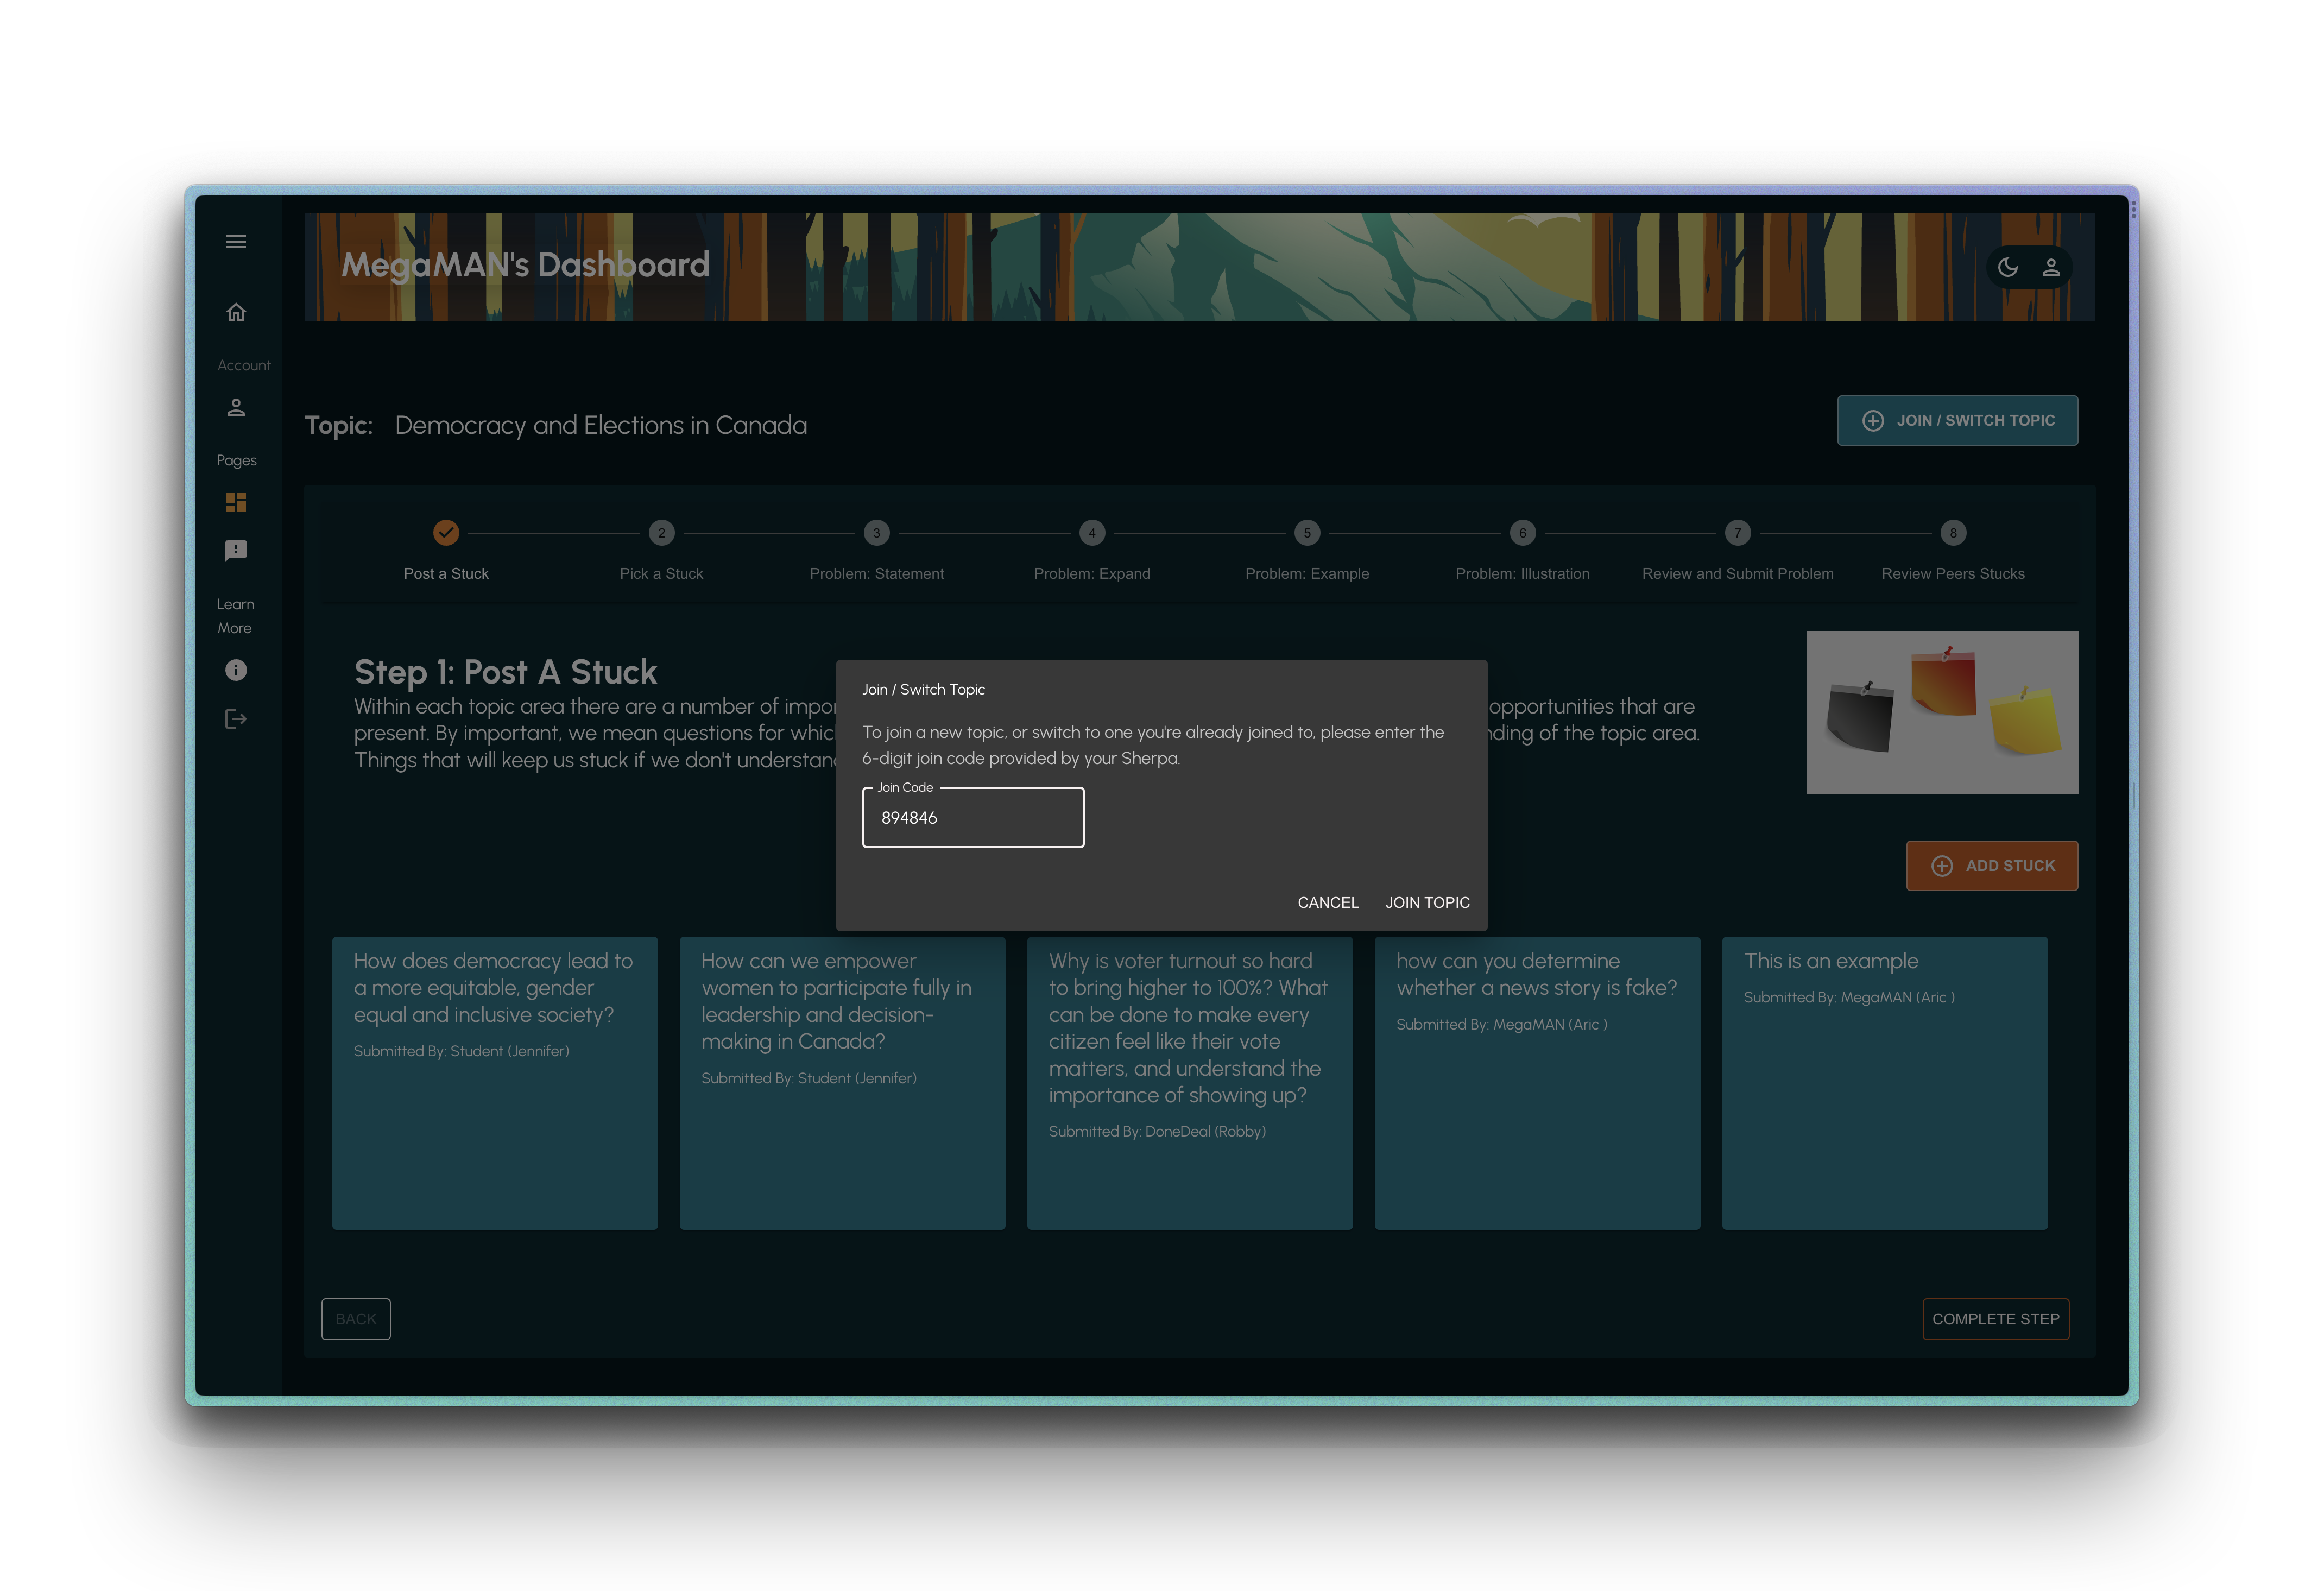 MegaMAN's Dashboard
Account
Pages
Learn
More
Topic: Democracy and Elections in Canada
JOIN / SWITCH TOPIC
2
3
4
5
6
7
8
Post a Stuck
Pick a Stuck
Problem: Statement
Problem: Expand
Problem: Example
Problem: Illustration
Review and Submit Problem
Review Peers Stucks
Step 1: Post A Stuck
Within each topic area there are a number of
opportunities that are
present. By important, we mean questions for
of the topic area.
Things that will keep us stuck if we don't
Join / Switch Topic
To join a new topic, or switch to one you're already joined to, please enter the
6-digit join code provided by your Sherpa.
Join Code
894846
CANCEL
JOIN TOPIC
ADD STUCK
How does democracy lead to
a more equitable, gender
equal and inclusive society?
Submitted By: Student (Jennifer)
How can we empower
women to participate fully in
leadership and decision-
making in Canada?
Submitted By: Student (Jennifer)
Why is voter turnout so hard
to bring higher to 100%? What
can be done to make every
citizen feel like their vote
matters, and understand the
importance of showing up?
Submitted By: DoneDeal (Robby)
how can you determine
whether a news story is fake?
Submitted By: MegaMAN (Aric )
This is an example
Submitted By: MegaMAN (Aric )
BACK
COMPLETE STEP